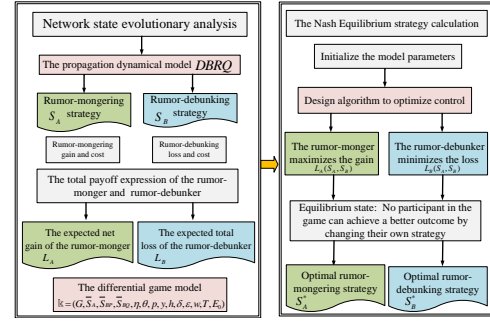 Network state evolutionary analysis
The propagation dynamical model DBRQ
Rumor-mongering
strategy
S_A
Rumor-debunking
strategy
S_B
Rumor-mongering
gain and cost
Rumor-debunking
loss and cost
The total payoff expression of the rumor-
monger and rumor-debunker
The expected net
gain of the rumor-monger
L_A
The expected total
loss of the rumor-debunker
L_B
The differential game model
The Nash Equilibrium strategy calculation
Initialize the model parameters
Design algorithm to optimize control
The rumor-monger
maximizes the gain
L_A(S_A, S_B)
The rumor-debunker
minimizes the loss
L_B(S_A, S_B)
Equilibrium state: No participant in the
game can achieve a better outcome by
changing their own strategy
Optimal rumor-
mongering strategy
S_A^*
Optimal rumor-
debunking strategy
S_B^*